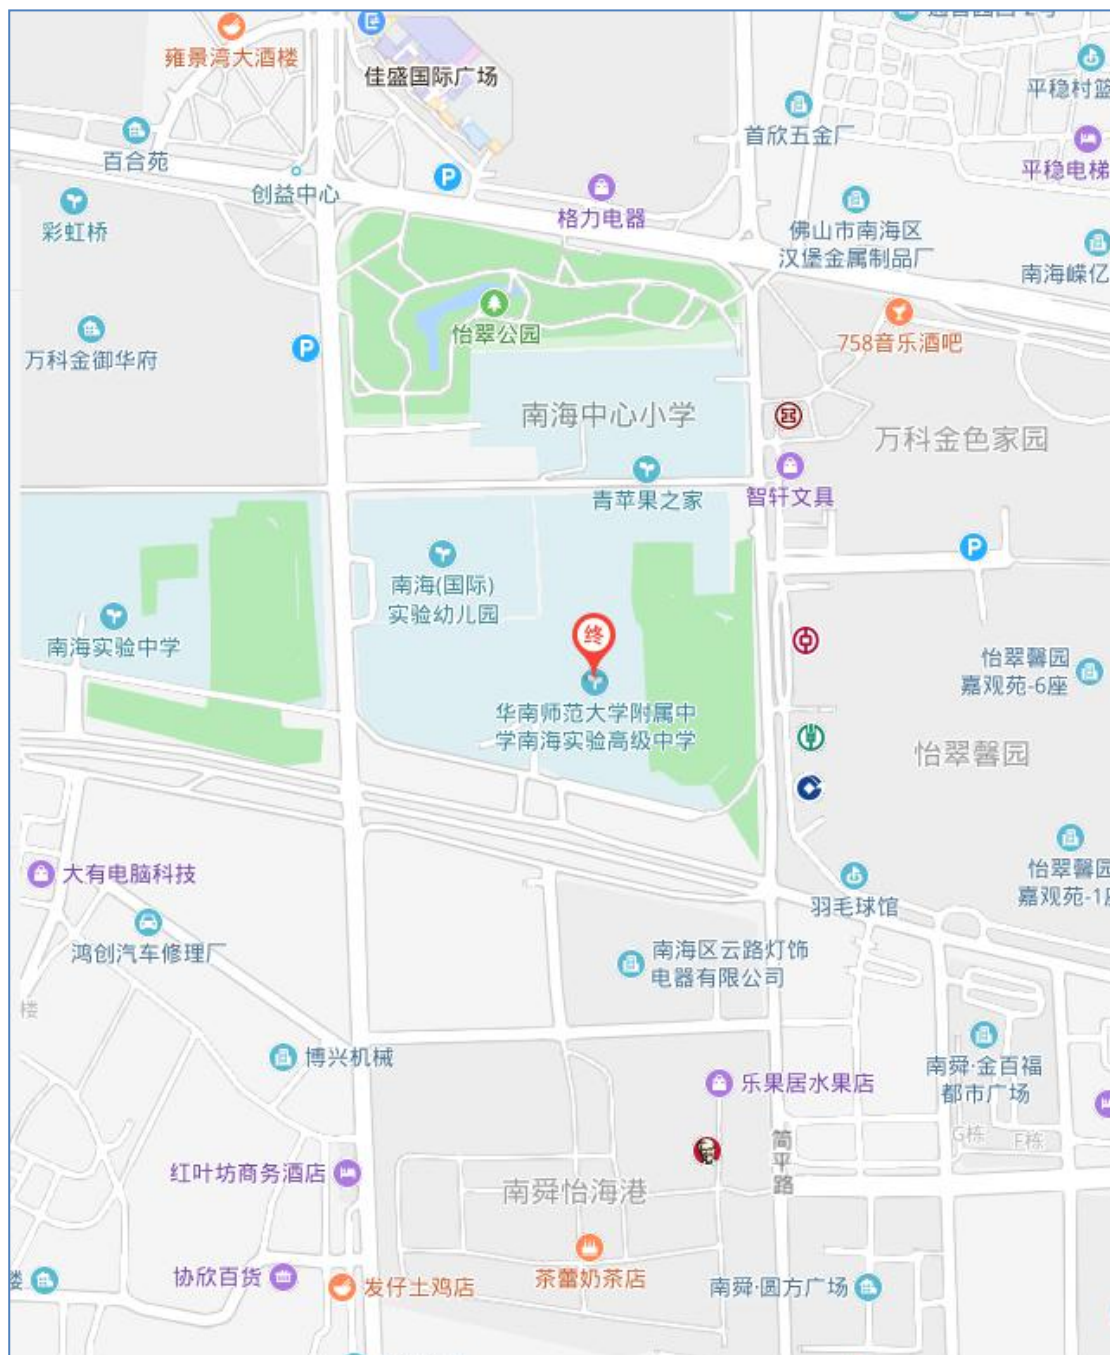 雍景湾大酒楼
佳盛国际广场
平稳村篮
首欣五金厂
百合苑
P
创益中心
平稳电梯
彩虹桥
格力电器
佛山市南海区
汉堡金属制品厂
南海嵘亿
怡翠公园
758音乐酒吧
万科金御华府
P
南海中心小学
万科金色家园
青苹果之家
智轩文具
P
南海(国际)
实验幼儿园
南海实验中学
终
怡翠馨园
嘉观苑-6座
华南师范大学附属中
学南海实验高级中学
怡翠馨园
大有电脑科技
怡翠馨园
嘉观苑-1座
羽毛球馆
鸿创汽车修理厂
南海区云路灯饰
电器有限公司
楼
博兴机械
南舜·金百福
都市广场
乐果居水果店
G栋
F栋
简平路
红叶坊商务酒店
南舜怡海港
协欣百货
发仔土鸡店
茶蕾奶茶店
南舜·圆方广场
楼